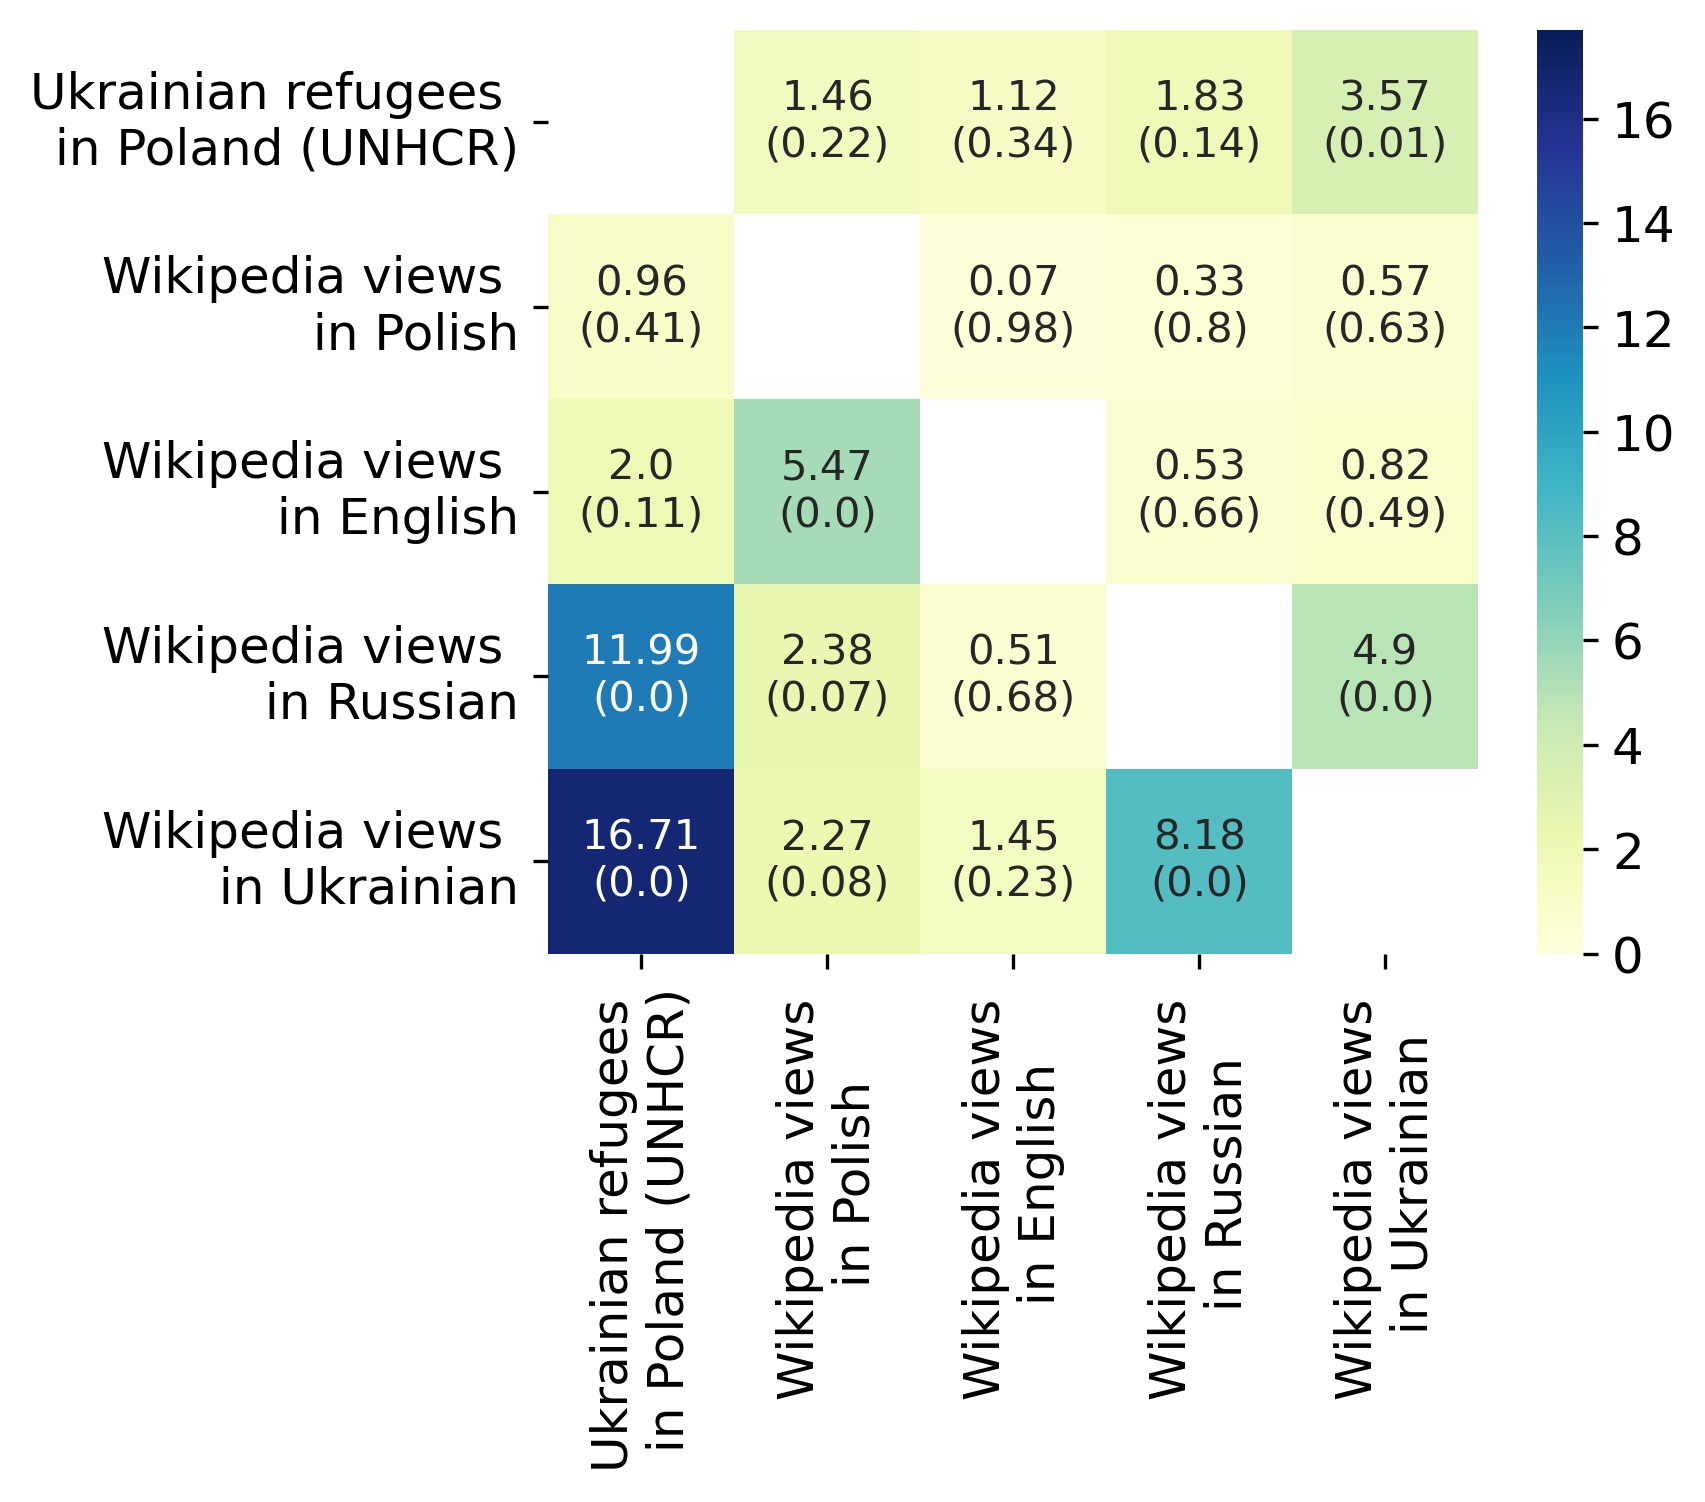 Ukrainian refugees
in Poland (UNHCR)
1.46
(0.22)
1.12
(0.34)
1.83
(0.14)
3.57
(0.01)
Wikipedia views
in Polish
0.96
(0.41)
0.07
(0.98)
0.33
(0.8)
0.57
(0.63)
Wikipedia views
in English
2.0
(0.11)
5.47
(0.0)
0.53
(0.66)
0.82
(0.49)
Wikipedia views
in Russian
11.99
(0.0)
2.38
(0.07)
0.51
(0.68)
4.9
(0.0)
Wikipedia views
in Ukrainian
16.71
(0.0)
2.27
(0.08)
1.45
(0.23)
8.18
(0.0)
16
14
12
10
8
6
4
2
0
Ukrainian refugees
in Poland (UNHCR)
Wikipedia views
in Polish
Wikipedia views
in English
Wikipedia views
in Russian
Wikipedia views
in Ukrainian